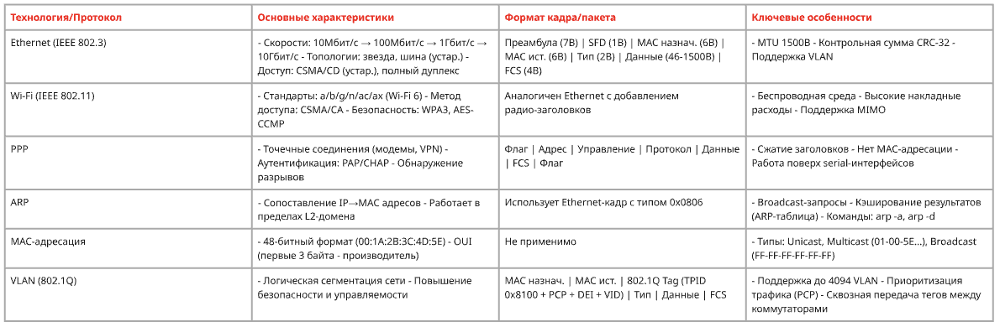 Технология/Протокол
Основные характеристики
Формат кадра/пакета
Ключевые особенности
Ethernet (IEEE 802.3)
- Скорости: 10Мбит/с → 100Мбит/с → 1Гбит/с →
10Гбит/с - Топологии: звезда, шина (устар.) -
Доступ: CSMA/CD (устар.), полный дуплекс
Преамбула (7B) | SFD (1B) | MAC назнач. (6B) |
MAC ист. (6B) | Тип (2B) | Данные (46-1500B) |
FCS (4B)
- MTU 1500B - Контрольная сумма CRC-32 -
Поддержка VLAN
Wi-Fi (IEEE 802.11)
- Стандарты: a/b/g/n/ac/ax (Wi-Fi 6) - Метод
доступа: CSMA/CA - Безопасность: WPA3, AES-
CCMP
Аналогичен Ethernet с добавлением
радио-заголовков
- Беспроводная среда - Высокие накладные
расходы - Поддержка MIMO
PPP
- Точечные соединения (модемы, VPN) -
Аутентификация: PAP/CHAP - Обнаружение
разрывов
Флаг | Адрес | Управление | Протокол | Данные
| FCS | Флаг
- Сжатие заголовков - Нет MAC-адресации -
Работа поверх serial-интерфейсов
ARP
- Сопоставление IP→MAC адресов - Работает в
пределах L2-домена
Использует Ethernet-кадр с типом 0x0806
- Broadcast-запросы - Кэширование результатов
(ARP-таблица) - Команды: arp -a, arp -d
MAC-адресация
- 48-битный формат (00:1A:2B:3C:4D:5E) - OUI
(первые 3 байта - производитель)
Не применимо
- Типы: Unicast, Multicast (01-00-5E...), Broadcast
(FF-FF-FF-FF-FF-FF)
VLAN (802.1Q)
- Логическая сегментация сети - Повышение
безопасности и управляемости
MAC назнач. | MAC ист. | 802.1Q Tag (TPID
0x8100 + PCP + DEI + VID) | Тип | Данные | FCS
- Поддержка до 4094 VLAN - Приоритизация
трафика (PCP) - Сквозная передача тегов между
коммутаторами